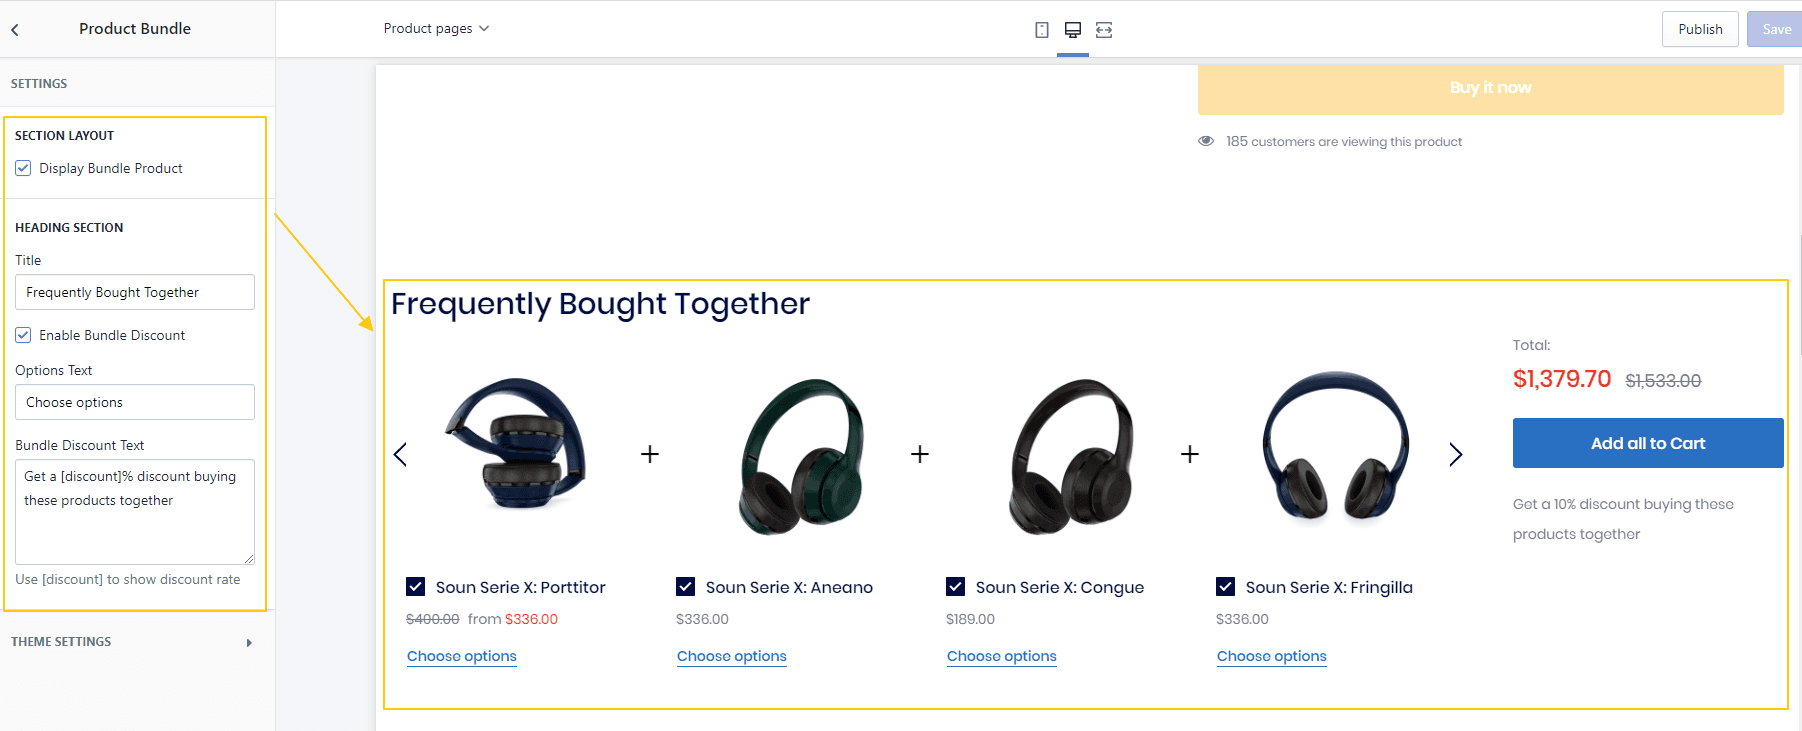 Product Bundle
Product pages
Publish
Save
SETTINGS
SECTION LAYOUT
Display Bundle Product
HEADING SECTION
Title
Frequently Bought Together
Enable Bundle Discount
Options Text
Choose options
Bundle Discount Text
Get a [discount]% discount buying
these products together
Use [discount] to show discount rate
THEME SETTINGS
Buy it now
185 customers are viewing this product
Frequently Bought Together
Soun Serie X: Porttitor
$400.00 from $336.00
Choose options
Soun Serie X: Aneano
$336.00
Choose options
Soun Serie X: Congue
$189.00
Choose options
Soun Serie X: Fringilla
$336.00
Choose options
Total:
$1,379.70 $1,533.00
Add all to Cart
Get a 10% discount buying these
products together